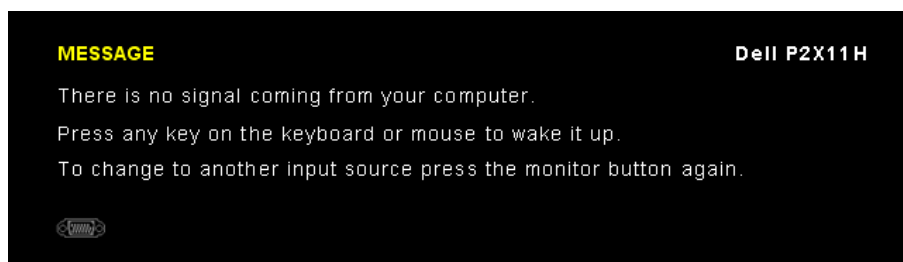 MESSAGE
Dell P2X11H
There is no signal coming from your computer.
Press any key on the keyboard or mouse to wake it up.
To change to another input source press the monitor button again.